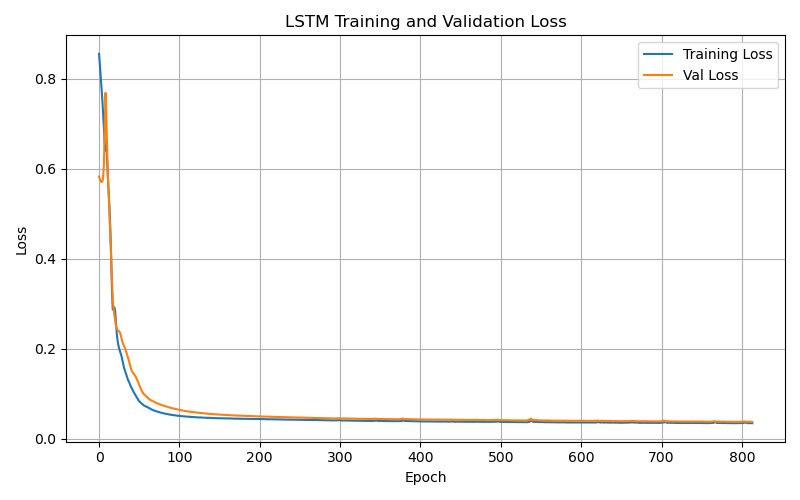 LSTM Training and Validation Loss
Training Loss
Val Loss
Loss
0.8
0.6
0.4
0.2
0.0
0 100 200 300 400 500 600 700 800
Epoch